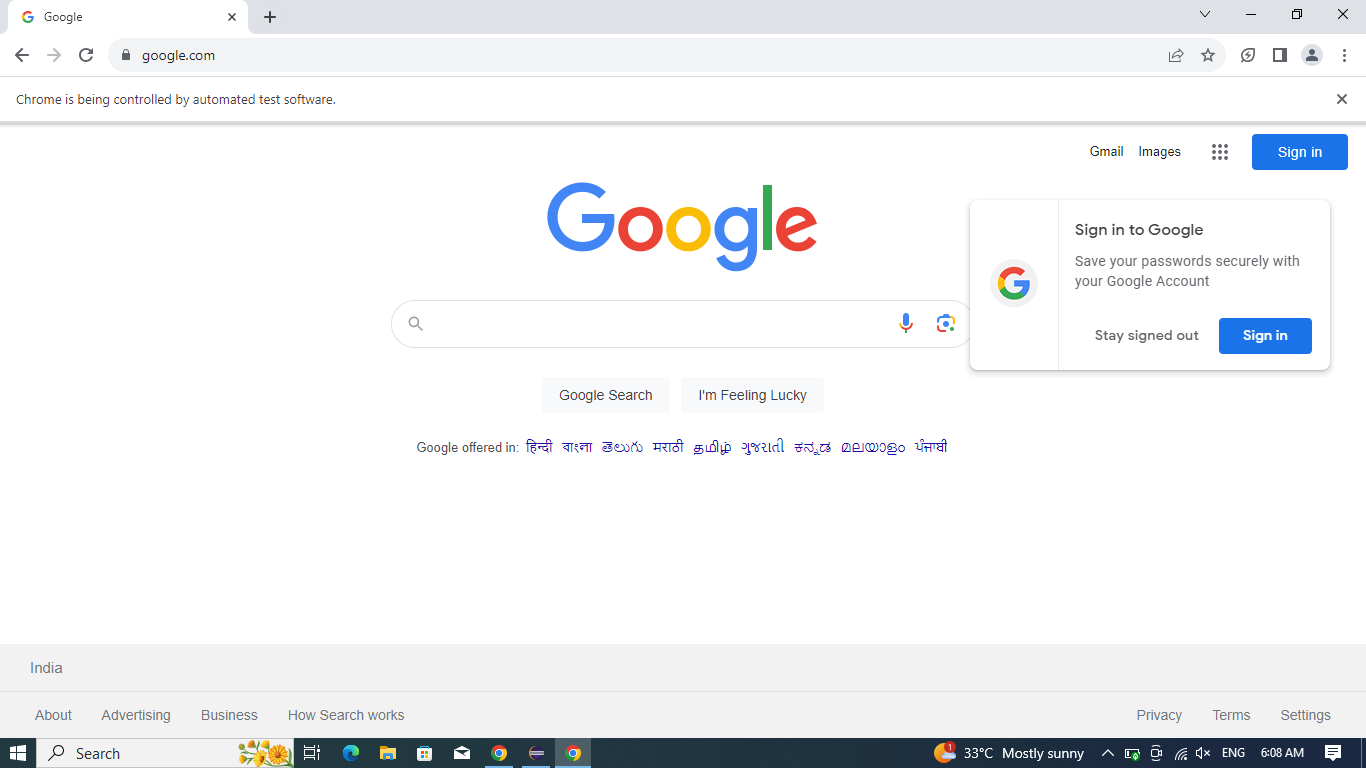 Google
google.com
Chrome is being controlled by automated test software.
Gmail Images Sign in
Google
Sign in to Google
Save your passwords securely with
your Google Account
Stay signed out Sign in
Google Search I'm Feeling Lucky
Google offered in: हिन्दी বাংলা తెలుగు मराठी தமிழ் ગુજરાતી ಕನ್ನಡ മലയാളം ਪੰਜਾਬੀ
India
About Advertising Business How Search works Privacy Terms Settings
Search 1 33°C Mostly sunny ENG 6:08 AM